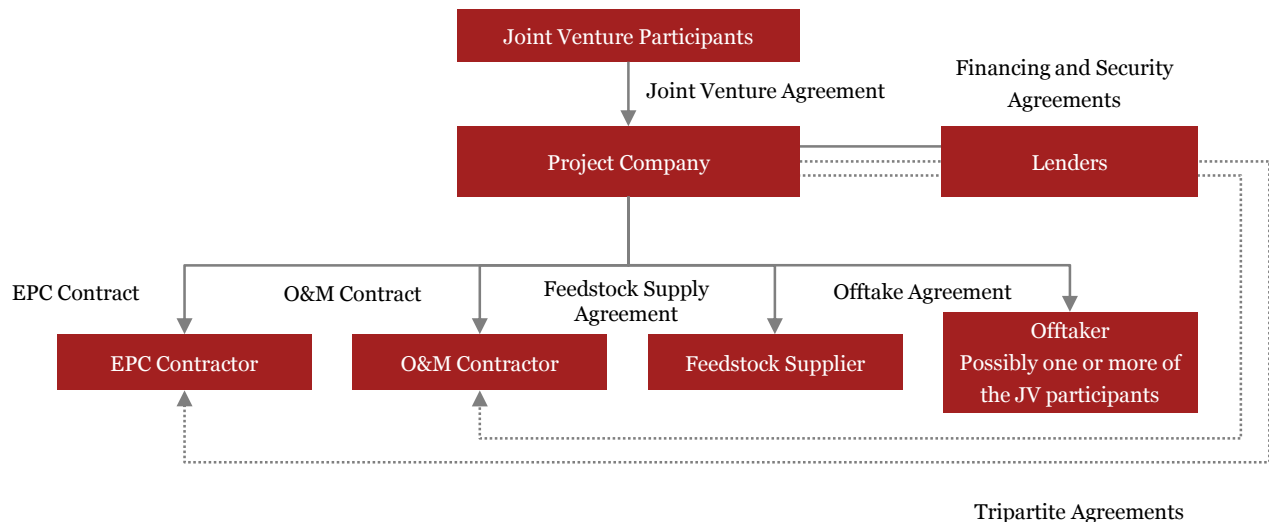 Joint Venture Participants
Financing and Security
Agreements
Joint Venture Agreement
Project Company
Lenders
EPC Contract
O&M Contract
Feedstock Supply
Agreement
Offtake Agreement
EPC Contractor
O&M Contractor
Feedstock Supplier
Offtaker
Possibly one or more of
the JV participants
Tripartite Agreements